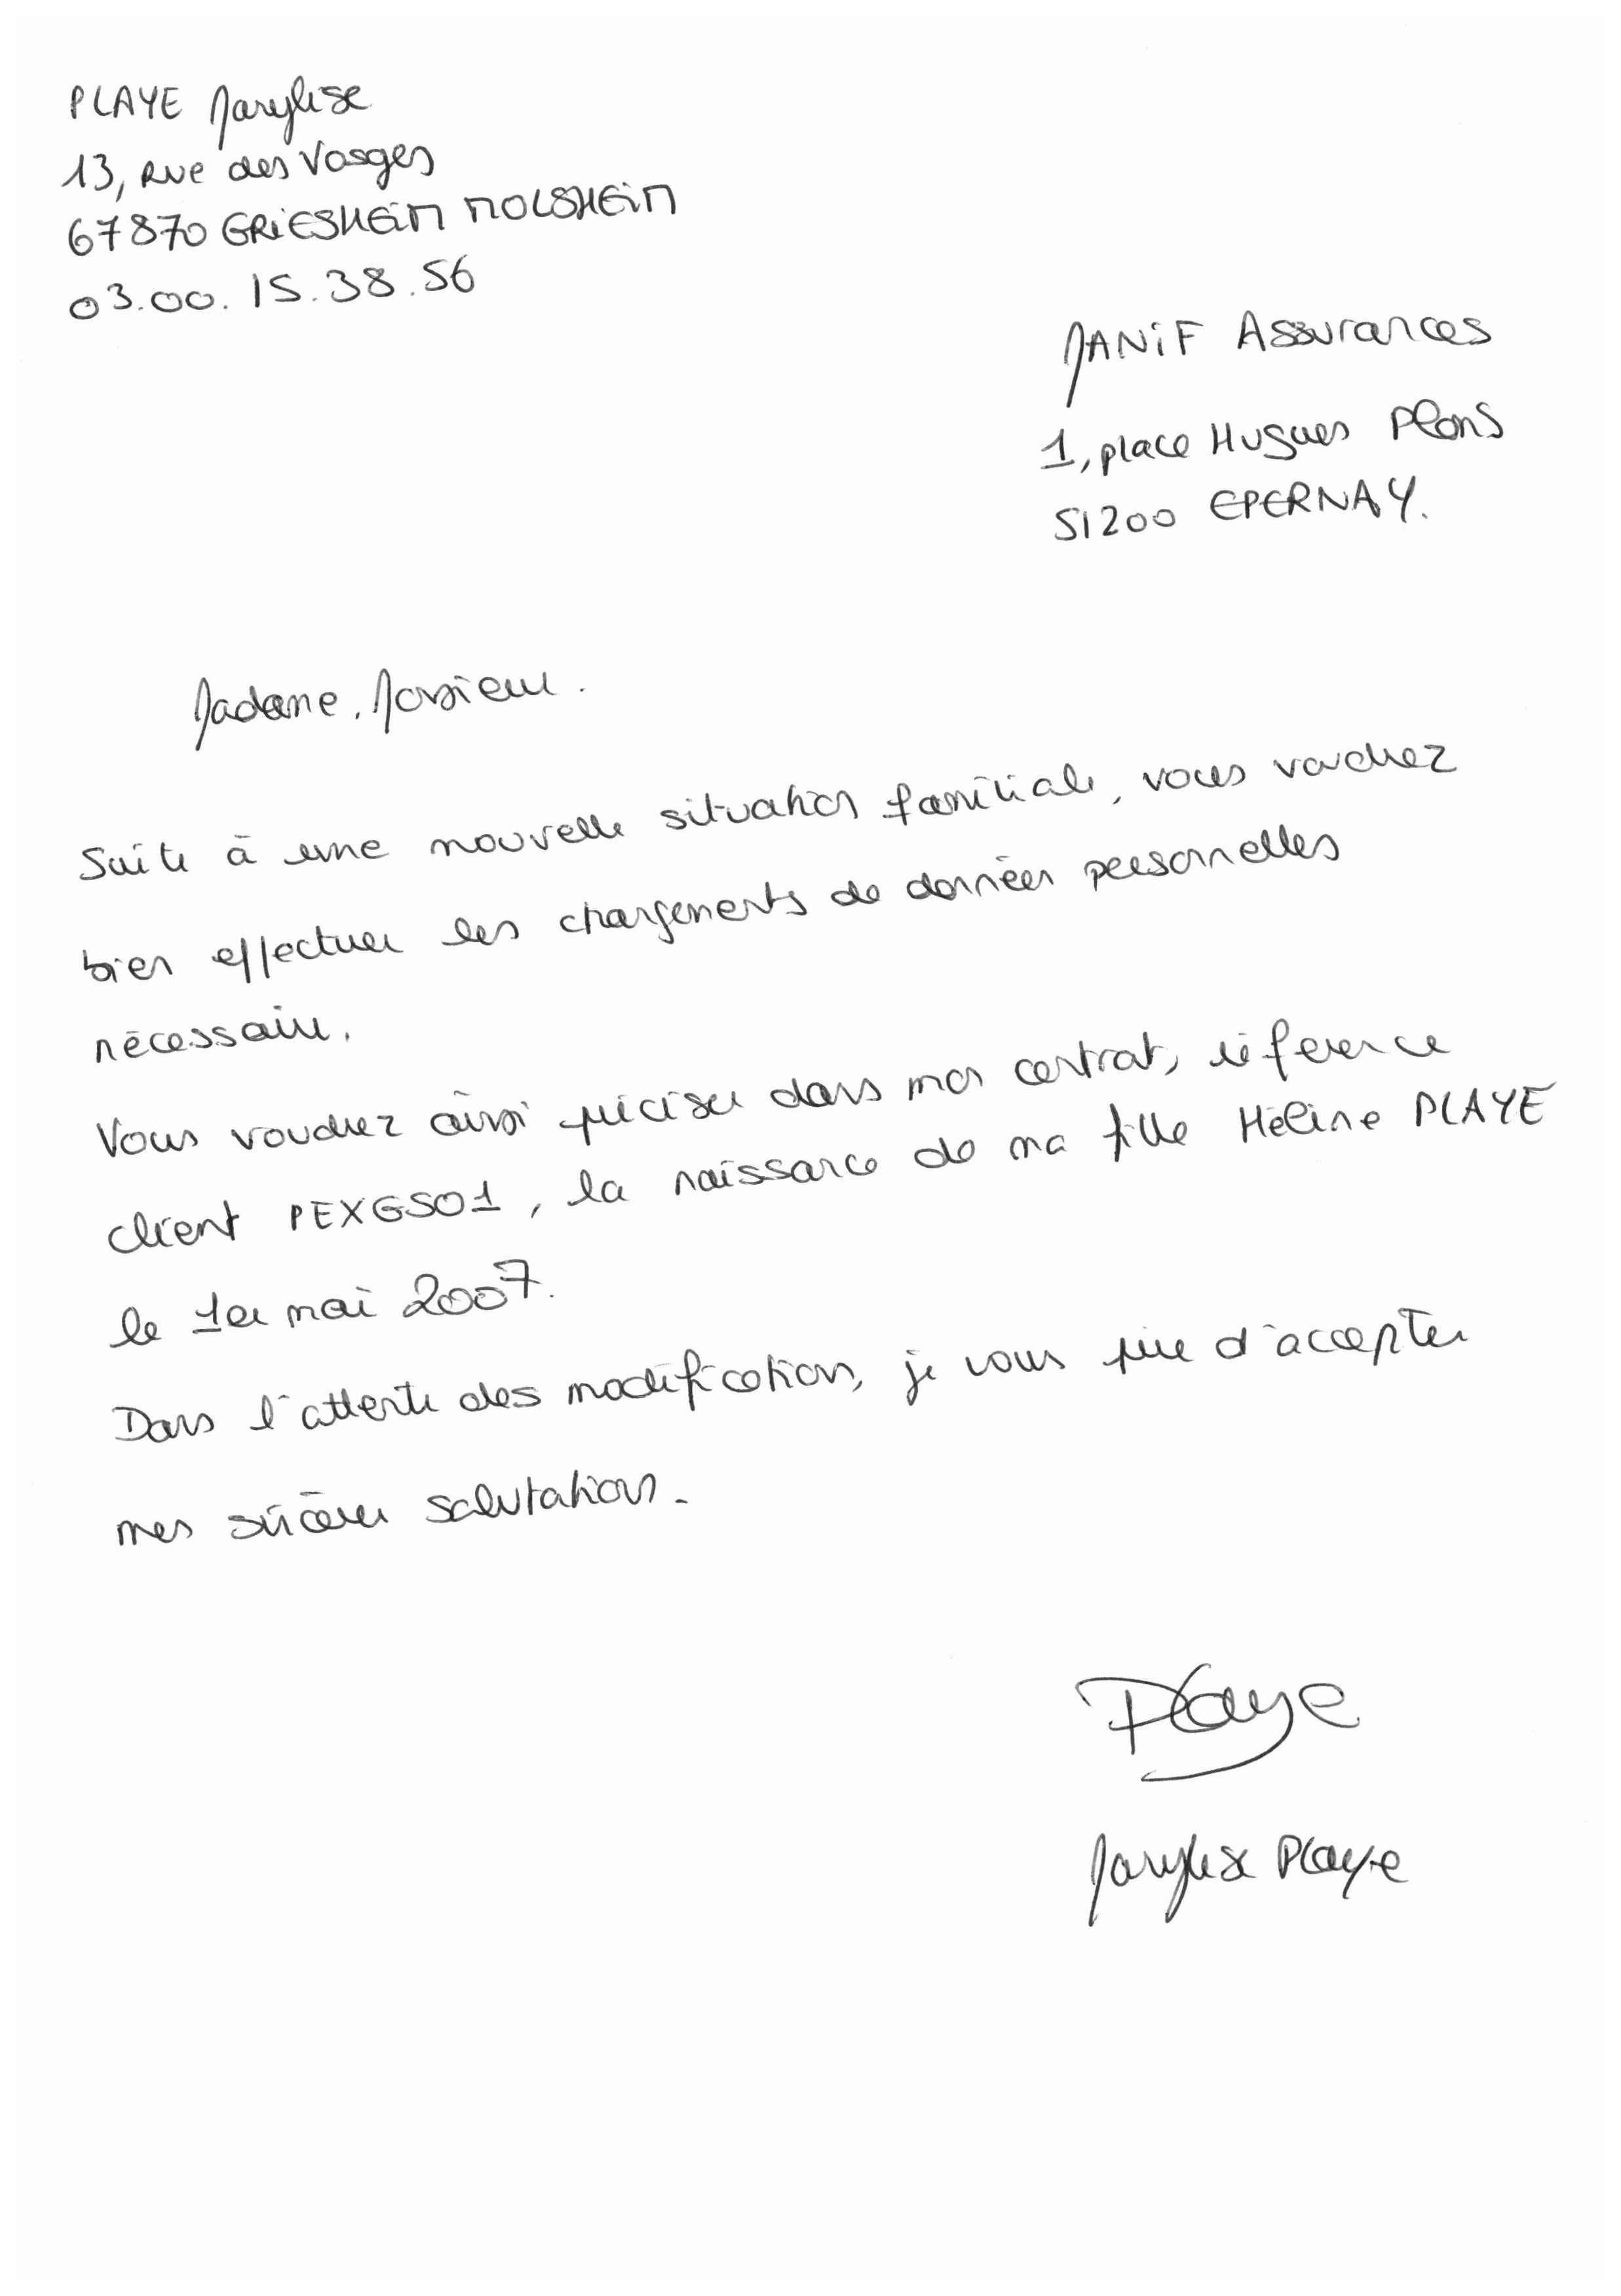 PLAYE Marylise
13, Rue des Vosges
67870 GRiESHEiM MOLSHEiM
03.00.15.38.56
MANiF Assurances
1, place Hugues Plons
51200 EPERNAY.
Madame, Monsieur.
Suite à une nouvelle situation familiale, vous voudrez
bien effectuer les changements de données personnelles
nécessaire.
Vous voudrez ainsi préciser dans mon contrat, référence
client PEXGS01, la naissance de ma fille Hélène PLAYE
le 1er mai 2007.
Dans l'attente des modifications, je vous prie d'accepter
mes sincères salutations.
Playe
Marylise Playe